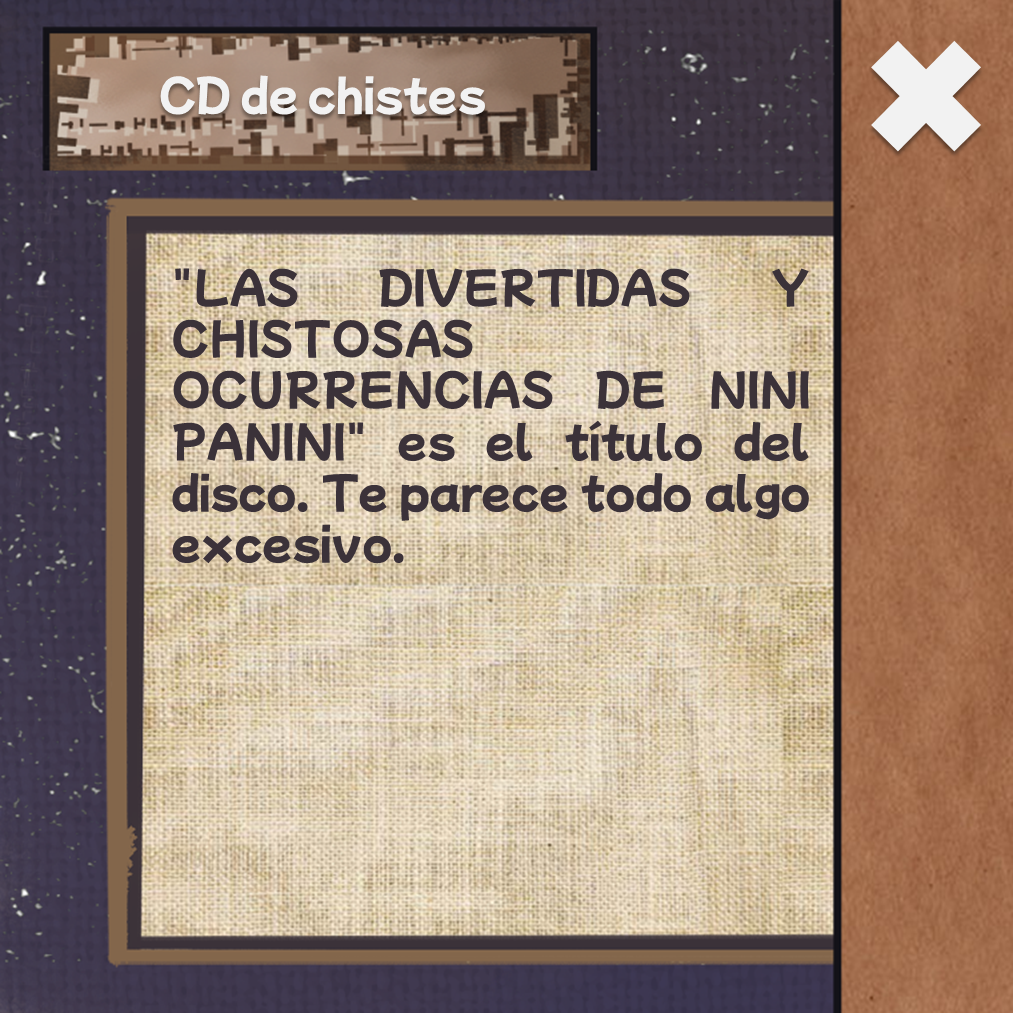 CD de chistes
"LAS DIVERTIDAS Y
CHISTOSAS
OCURRENCIAS DE NINI
PANINI" es el título del
disco. Te parece todo algo
excesivo.